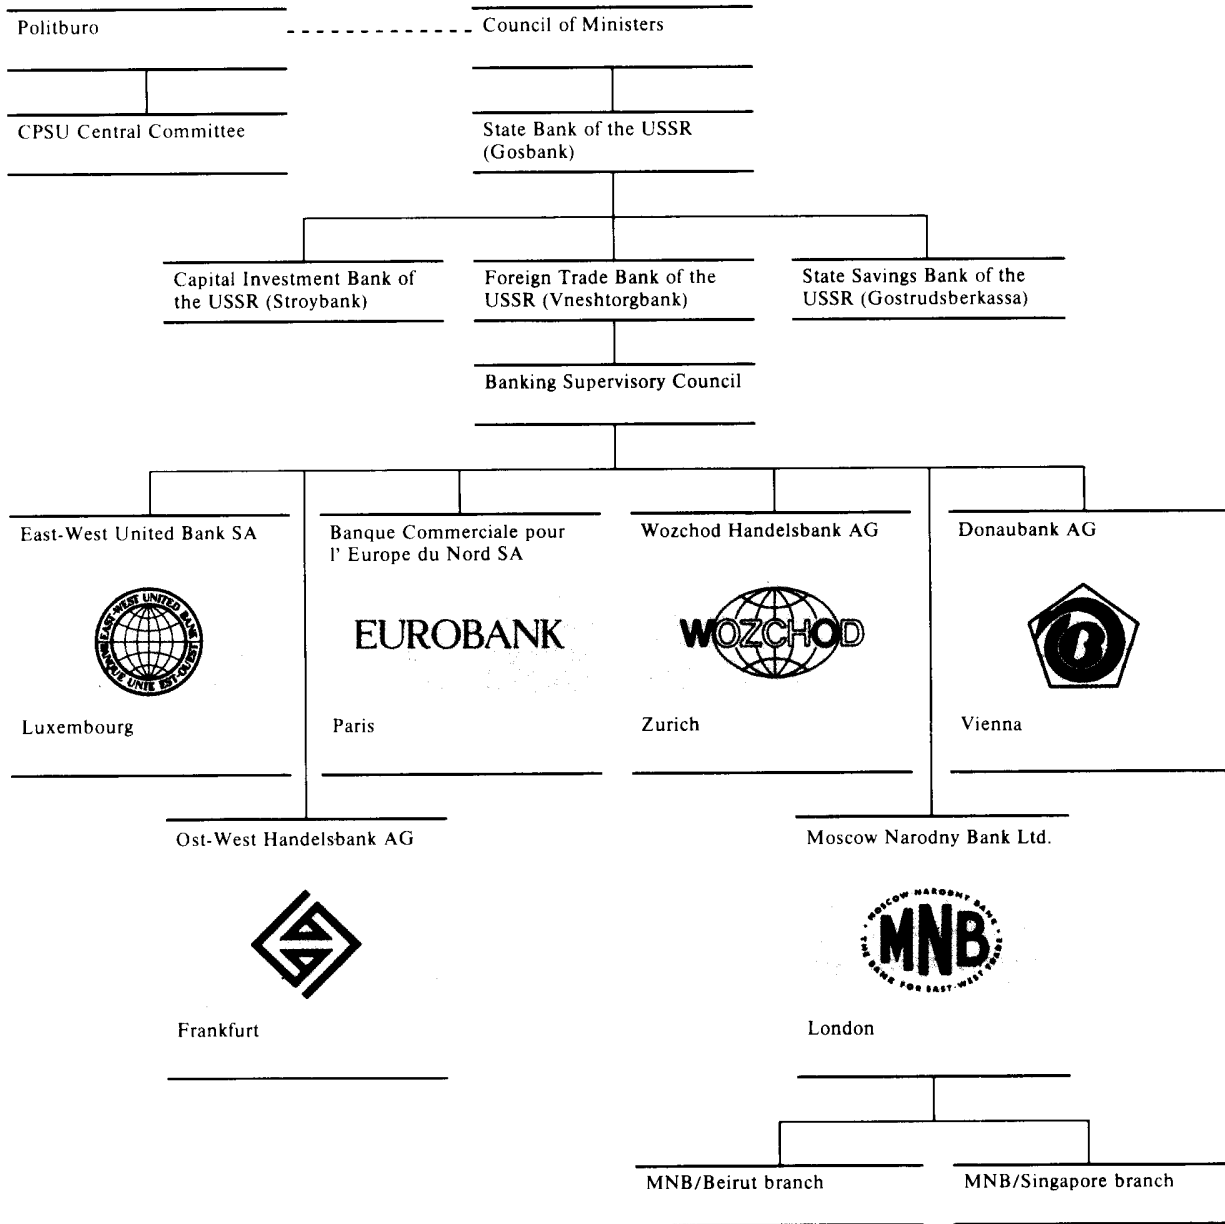 Politburo
Council of Ministers
CPSU Central Committee
State Bank of the USSR
(Gosbank)
Capital Investment Bank of
the USSR (Stroybank)
Foreign Trade Bank of the
USSR (Vneshtorgbank)
State Savings Bank of the
USSR (Gostrudsberkassa)
Banking Supervisory Council
East-West United Bank SA
EAST-WEST UNITED BANK
BANQUE UNIE EST-OUEST
Luxembourg
Banque Commerciale pour
l' Europe du Nord SA
EUROBANK
Paris
Wozchod Handelsbank AG
WOZCHOD
Zurich
Donaubank AG
Vienna
Ost-West Handelsbank AG
Frankfurt
Moscow Narodny Bank Ltd.
MOSCOW NARODNY BANK
MNB
THE BANK FOR EAST-WEST TRADE
London
MNB/Beirut branch
MNB/Singapore branch